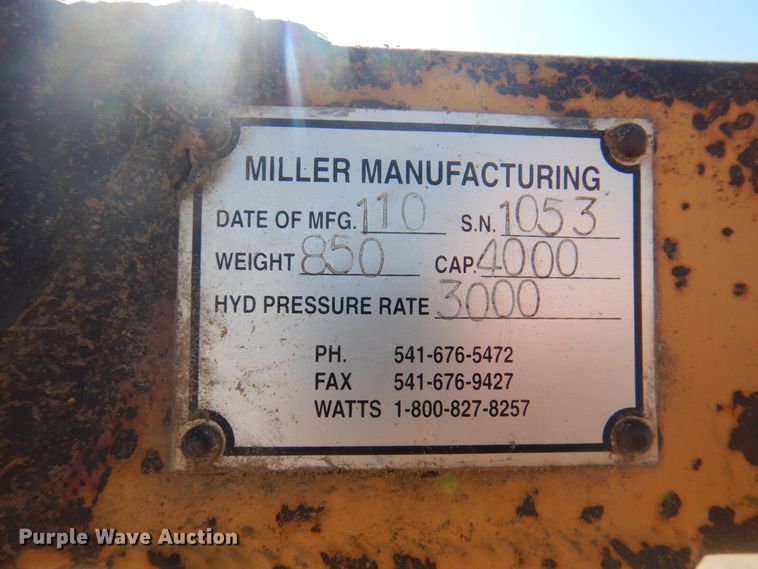 MILLER MANUFACTURING
DATE OF MFG. 110 S.N. 1053
WEIGHT 850 CAP. 4000
HYD PRESSURE RATE 3000
PH. 541-676-5472
FAX 541-676-9427
WATTS 1-800-827-8257
Purple Wave Auction